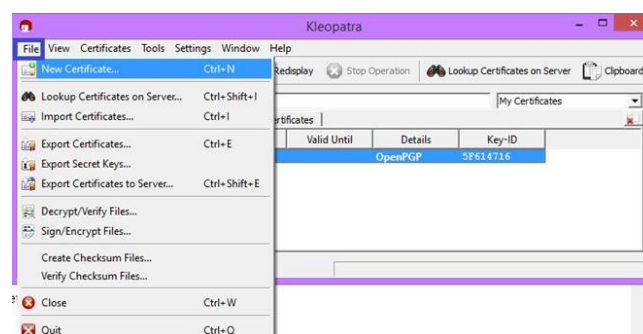 Kleopatra
File View Certificates Tools Settings Window Help
New Certificate... Ctrl+N
Redisplay Stop Operation Lookup Certificates on Server Clipboard
Lookup Certificates on Server... Ctrl+Shift+I
My Certificates
Import Certificates... Ctrl+I
Export Certificates... Ctrl+E
Valid Until Details Key-ID
OpenPGP 5F614716
Export Secret Keys...
Export Certificates to Server... Ctrl+Shift+E
Decrypt/Verify Files...
Sign/Encrypt Files...
Create Checksum Files...
Verify Checksum Files...
Close Ctrl+W
Quit Ctrl+Q